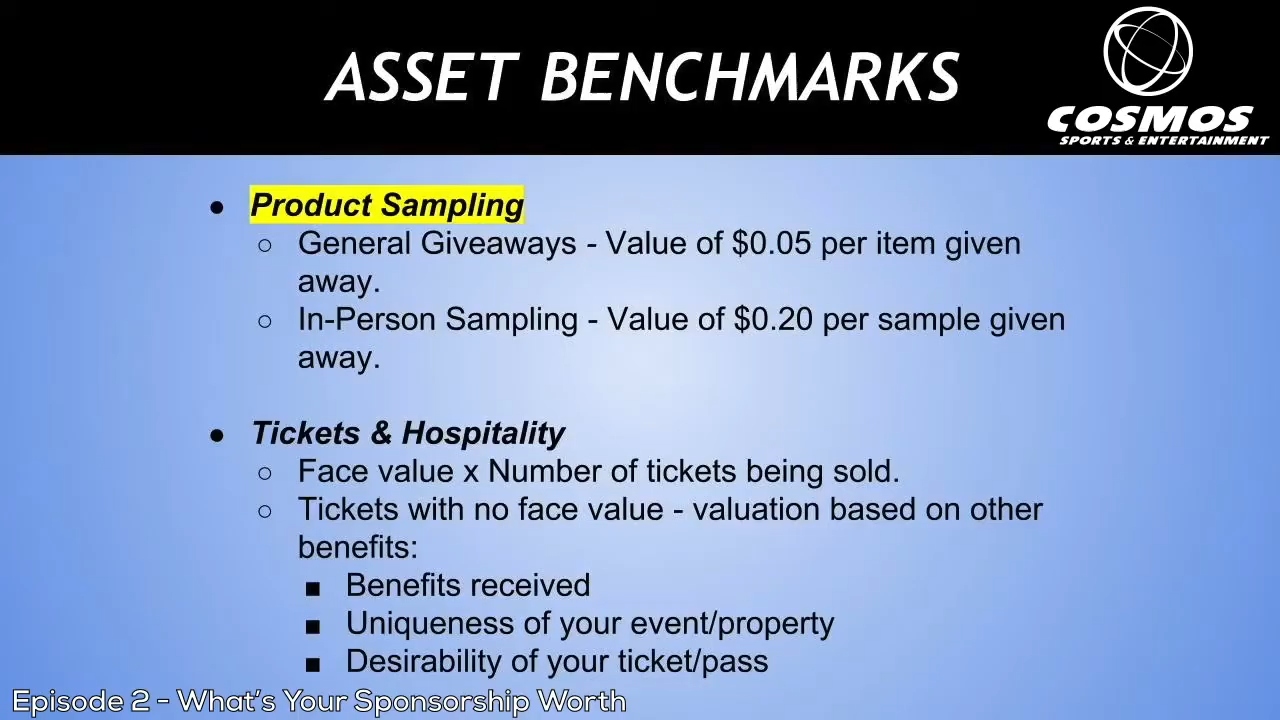 ASSET BENCHMARKS
COSMOS
SPORTS & ENTERTAINMENT
● Product Sampling
○ General Giveaways - Value of $0.05 per item given
away.
○ In-Person Sampling - Value of $0.20 per sample given
away.
● Tickets & Hospitality
○ Face value x Number of tickets being sold.
○ Tickets with no face value - valuation based on other
benefits:
■ Benefits received
■ Uniqueness of your event/property
■ Desirability of your ticket/pass
Episode 2 - What's Your Sponsorship Worth